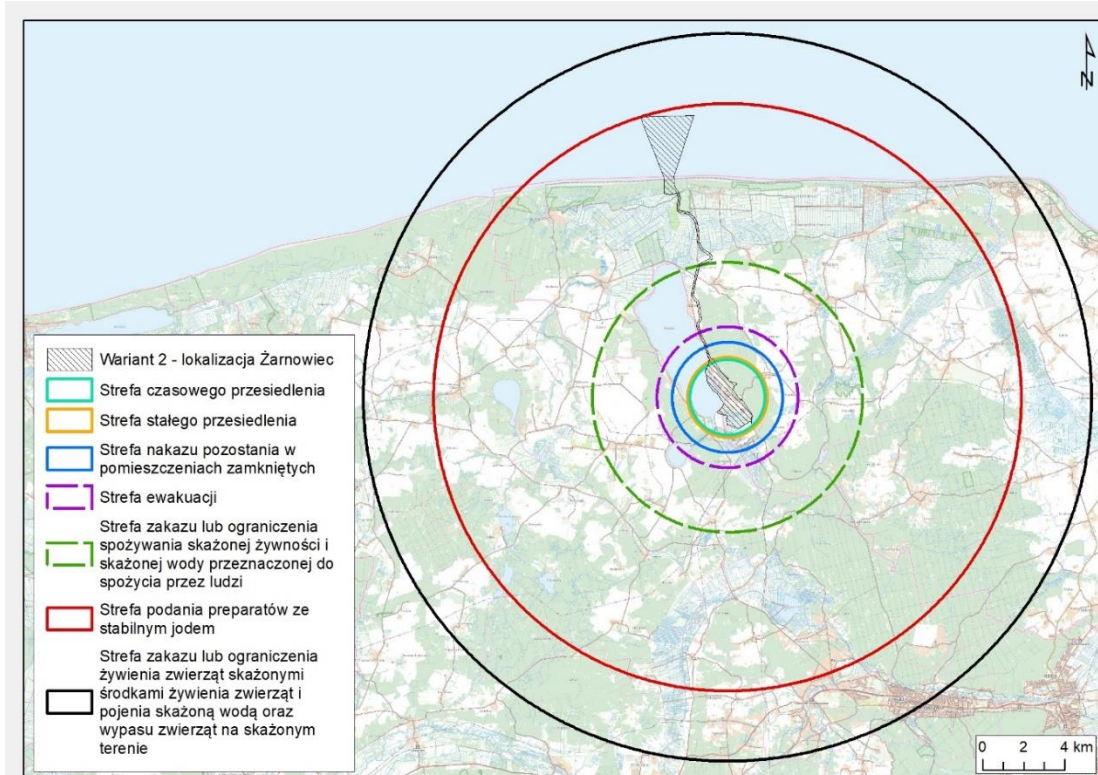 N
Wariant 2 - lokalizacja Żarnowiec
Strefa czasowego przesiedlenia
Strefa stałego przesiedlenia
Strefa nakazu pozostania w
pomieszczeniach zamkniętych
Strefa ewakuacji
Strefa zakazu lub ograniczenia
spożywania skażonej żywności i
skażonej wody przeznaczonej do
spożycia przez ludzi
Strefa podania preparatów ze
stabilnym jodem
Strefa zakazu lub ograniczenia
żywienia zwierząt skażonymi
środkami żywienia zwierząt i
pojenia skażoną wodą oraz
wypasu zwierząt na skażonym
terenie
0 2 4 km